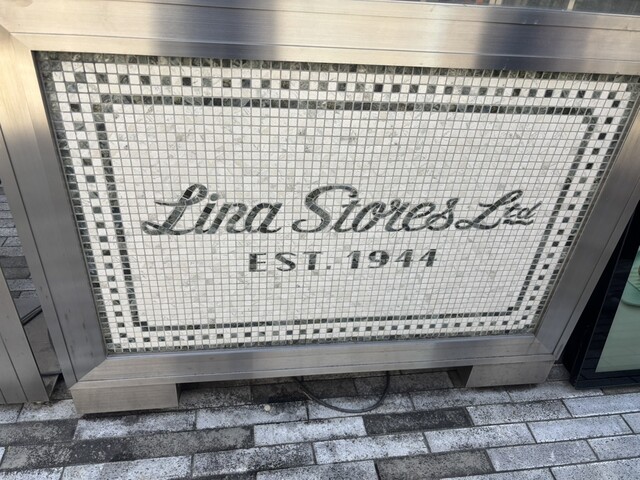 Lina Stores Ltd
EST. 1944